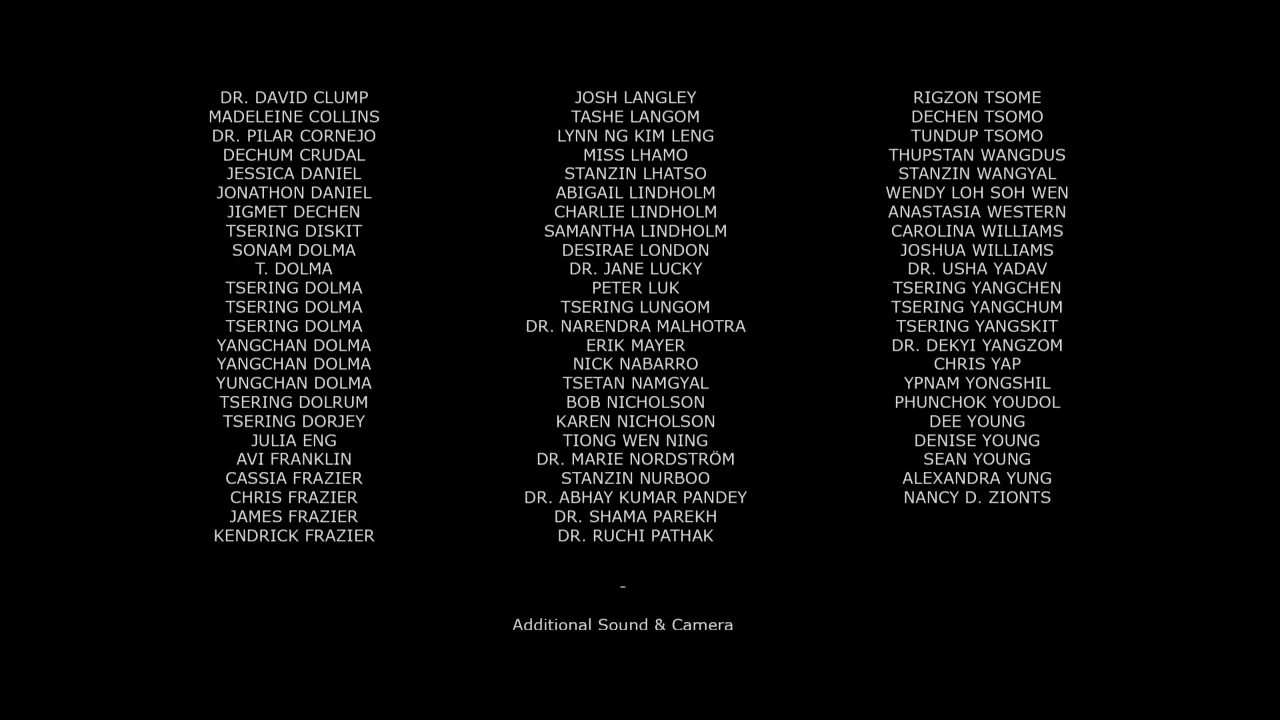 DR. DAVID CLUMP
MADELEINE COLLINS
DR. PILAR CORNEJO
DECHUM CRUDAL
JESSICA DANIEL
JONATHON DANIEL
JIGMET DECHEN
TSERING DISKIT
SONAM DOLMA
T. DOLMA
TSERING DOLMA
TSERING DOLMA
TSERING DOLMA
YANGCHAN DOLMA
YANGCHAN DOLMA
YUNGCHAN DOLMA
TSERING DOLRUM
TSERING DORJEY
JULIA ENG
AVI FRANKLIN
CASSIA FRAZIER
CHRIS FRAZIER
JAMES FRAZIER
KENDRICK FRAZIER
JOSH LANGLEY
TASHE LANGOM
LYNN NG KIM LENG
MISS LHAMO
STANZIN LHATSO
ABIGAIL LINDHOLM
CHARLIE LINDHOLM
SAMANTHA LINDHOLM
DESIRAE LONDON
DR. JANE LUCKY
PETER LUK
TSERING LUNGOM
DR. NARENDRA MALHOTRA
ERIK MAYER
NICK NABARRO
TSETAN NAMGYAL
BOB NICHOLSON
KAREN NICHOLSON
TIONG WEN NING
DR. MARIE NORDSTRÖM
STANZIN NURBOO
DR. ABHAY KUMAR PANDEY
DR. SHAMA PAREKH
DR. RUCHI PATHAK
RIGZON TSOME
DECHEN TSOMO
TUNDUP TSOMO
THUPSTAN WANGDUS
STANZIN WANGYAL
WENDY LOH SOH WEN
ANASTASIA WESTERN
CAROLINA WILLIAMS
JOSHUA WILLIAMS
DR. USHA YADAV
TSERING YANGCHEN
TSERING YANGCHUM
TSERING YANGSKIT
DR. DEKYI YANGZOM
CHRIS YAP
YPNAM YONGSHIL
PHUNCHOK YOUDOL
DEE YOUNG
DENISE YOUNG
SEAN YOUNG
ALEXANDRA YUNG
NANCY D. ZIONTS
-
Additional Sound & Camera